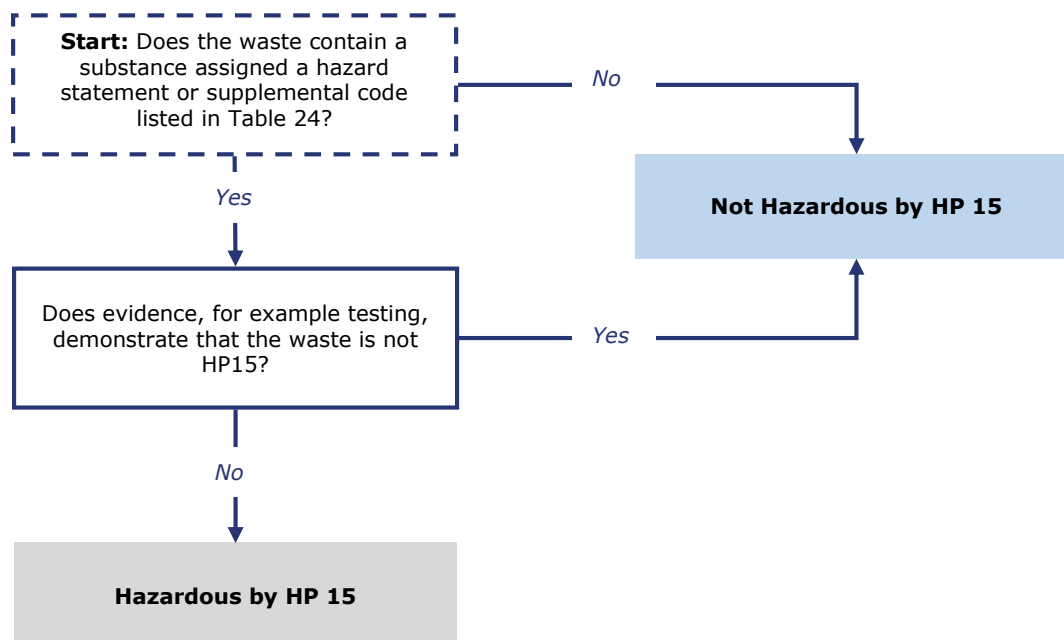 Start: Does the waste contain a
substance assigned a hazard
statement or supplemental code
listed in Table 24?
No
Yes
Not Hazardous by HP 15
Does evidence, for example testing,
demonstrate that the waste is not
HP15?
Yes
No
Hazardous by HP 15